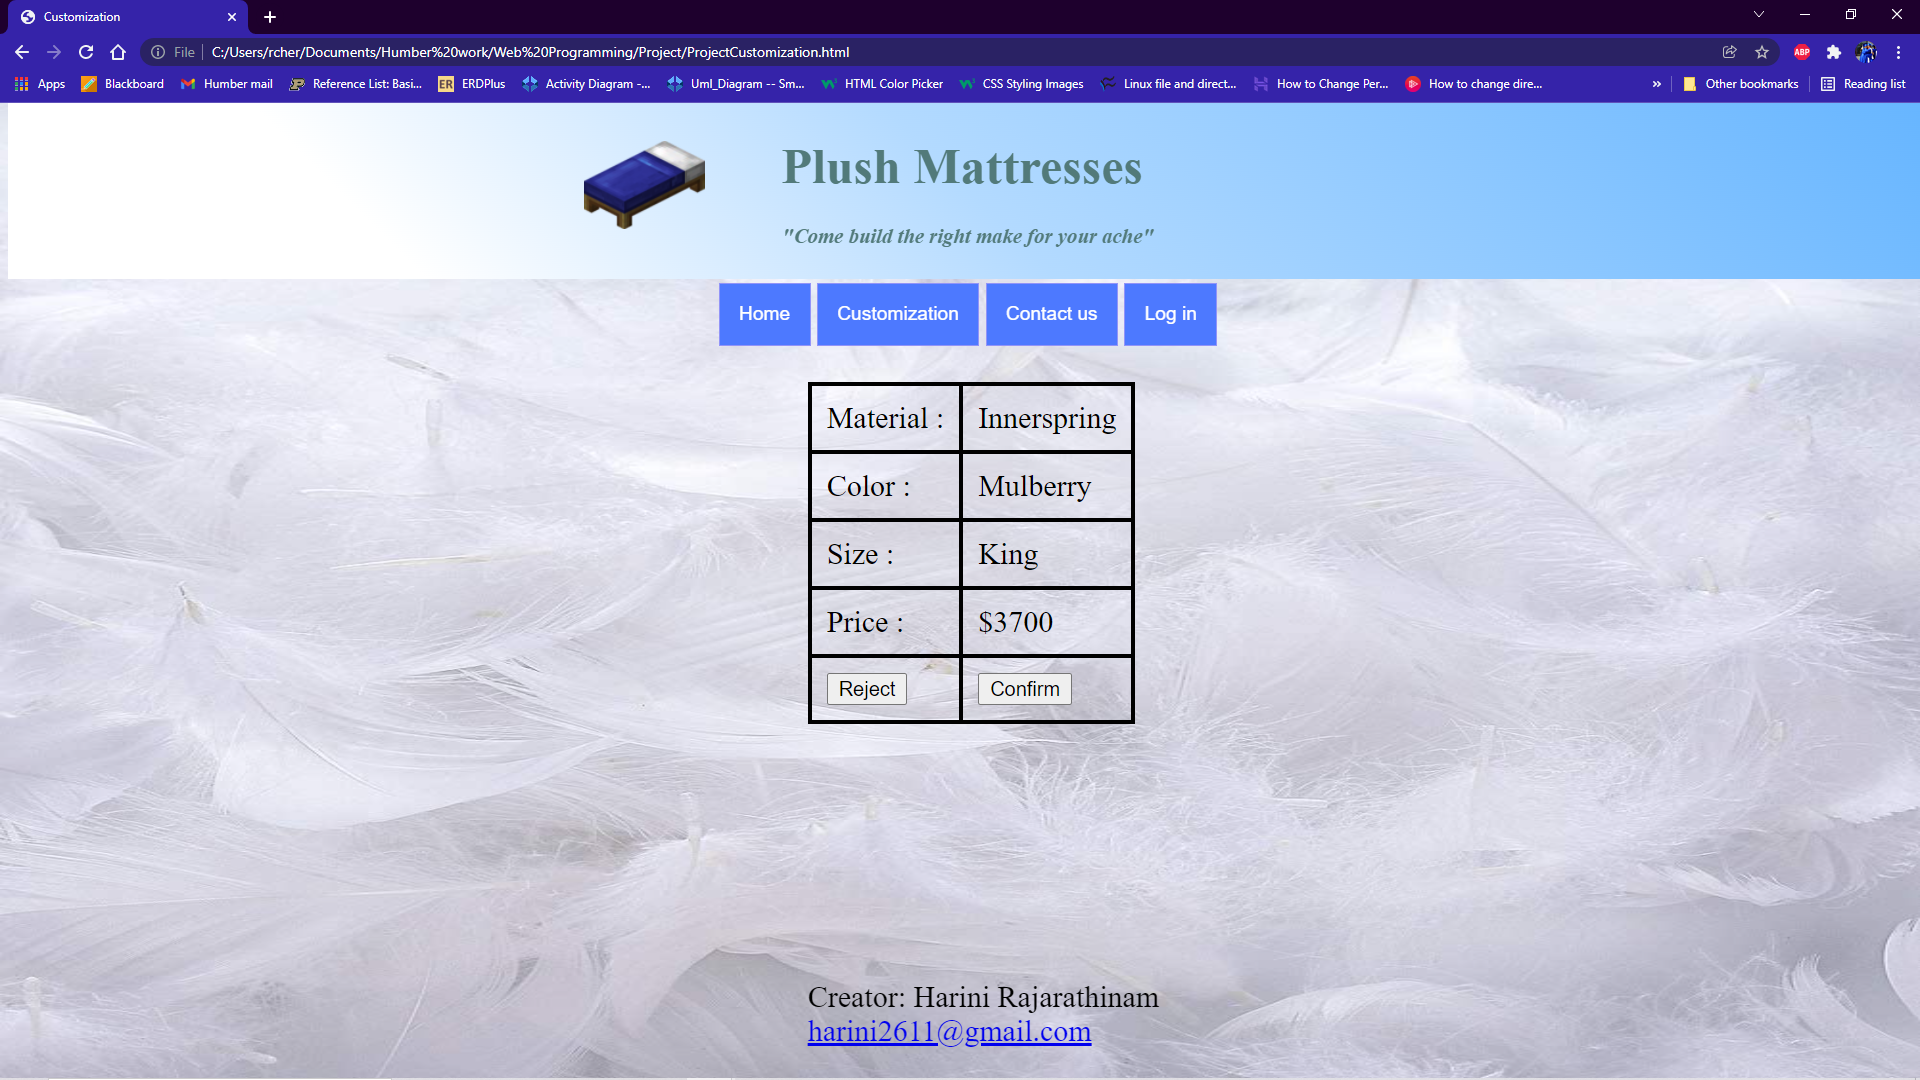 Customization
File
C:/Users/rcher/Documents/Humber%20work/Web%20Programming/Project/ProjectCustomization.html
ABP
Apps
Blackboard
Humber mail
Reference List: Basi...
ER ERDPlus
Activity Diagram -...
Uml_Diagram -- Sm...
HTML Color Picker
CSS Styling Images
Linux file and direct...
How to Change Per...
How to change dire...
»
Other bookmarks
Reading list
Plush Mattresses
"Come build the right make for your ache"
Home
Customization
Contact us
Log in
Material : Innerspring
Color : Mulberry
Size : King
Price : $3700
Reject Confirm
Creator: Harini Rajarathinam
harini2611@gmail.com